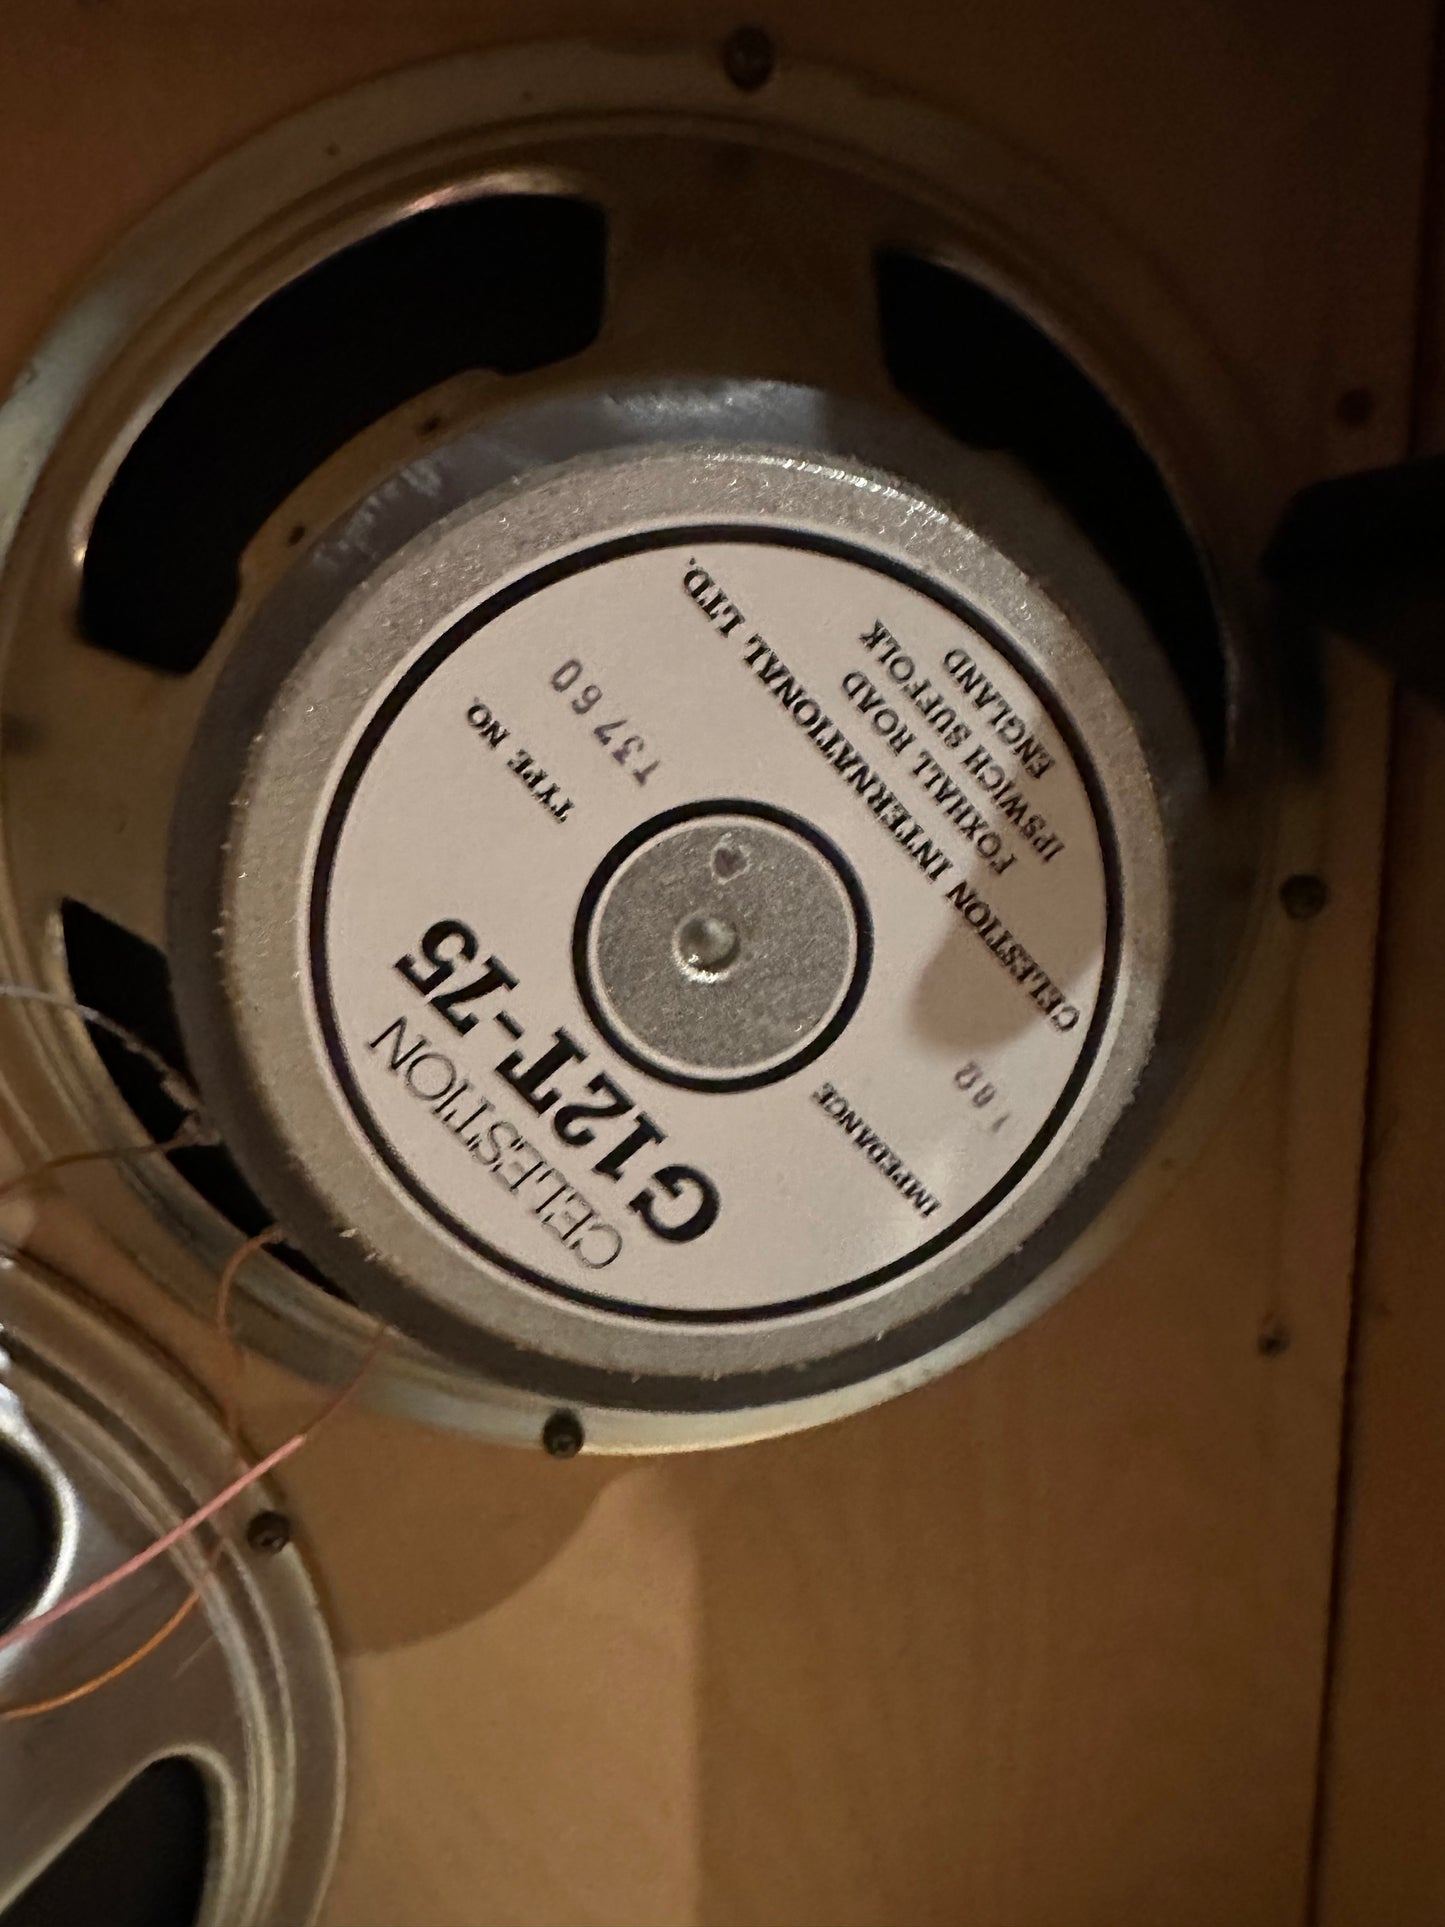 CELESTION
G12T-75
TYPE NO.
T3760
IMPEDANCE
16Ω
CELESTION INTERNATIONAL LTD.
FOXHALL ROAD
IPSWICH SUFFOLK
ENGLAND